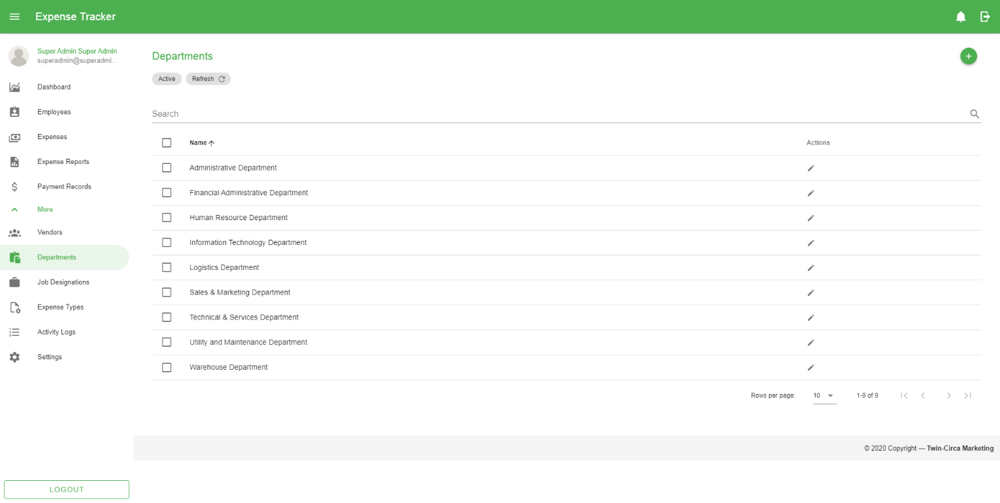 Expense Tracker
Super Admin Super Admin
superadmin@superadmi...
Dashboard
Employees
Expenses
Expense Reports
Payment Records
More
Vendors
Departments
Job Designations
Expense Types
Activity Logs
Settings
LOGOUT
Departments
Active Refresh
Search
Name Actions
Administrative Department
Financial Administrative Department
Human Resource Department
Information Technology Department
Logistics Department
Sales & Marketing Department
Technical & Services Department
Utility and Maintenance Department
Warehouse Department
Rows per page: 10 1-9 of 9
© 2020 Copyright — Twin-Circa Marketing